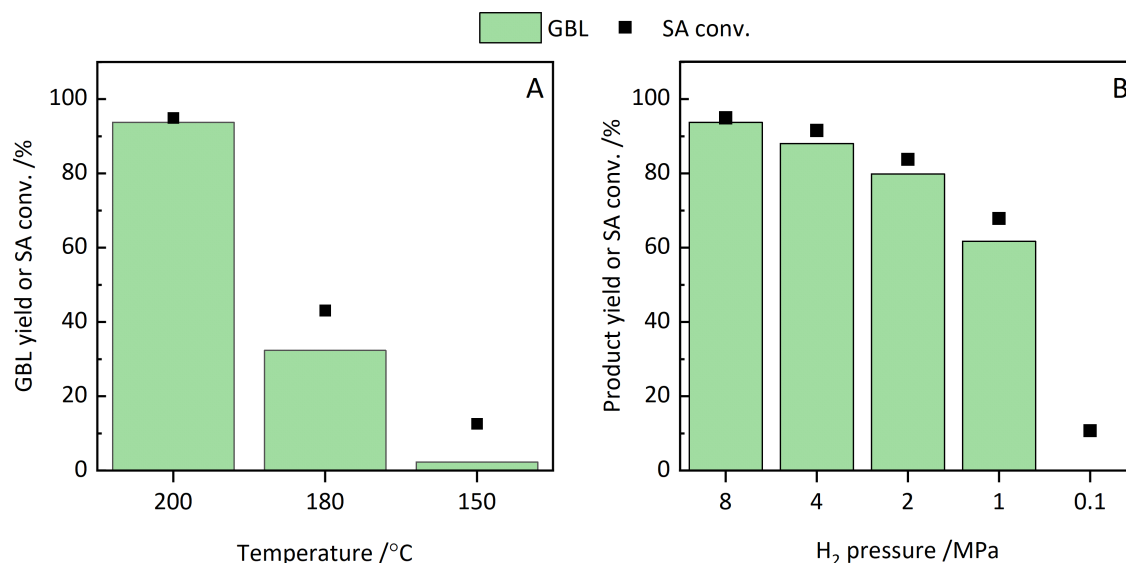 GBL SA conv.
A
100
80
60
40
20
0
GBL yield or SA conv. /%
200 180 150
Temperature /°C
B
100
80
60
40
20
0
Product yield or SA conv. /%
8 4 2 1 0.1
H₂ pressure /MPa